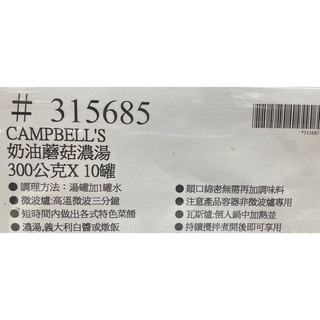 # 315685
CAMPBELL'S
奶油蘑菇濃湯
300公克X 10罐
● 調理方法: 湯罐加1罐水
● 微波爐:高溫微波三分鐘
● 短時間內做出各式特色菜餚
● 濃湯,義大利白醬或燉飯
● 順口綿密無需再加調味料
● 注意產品容器非微波爐專用
● 瓦斯爐:倒入鍋中加熱並
● 持續攪拌煮開後即可享用
*315685